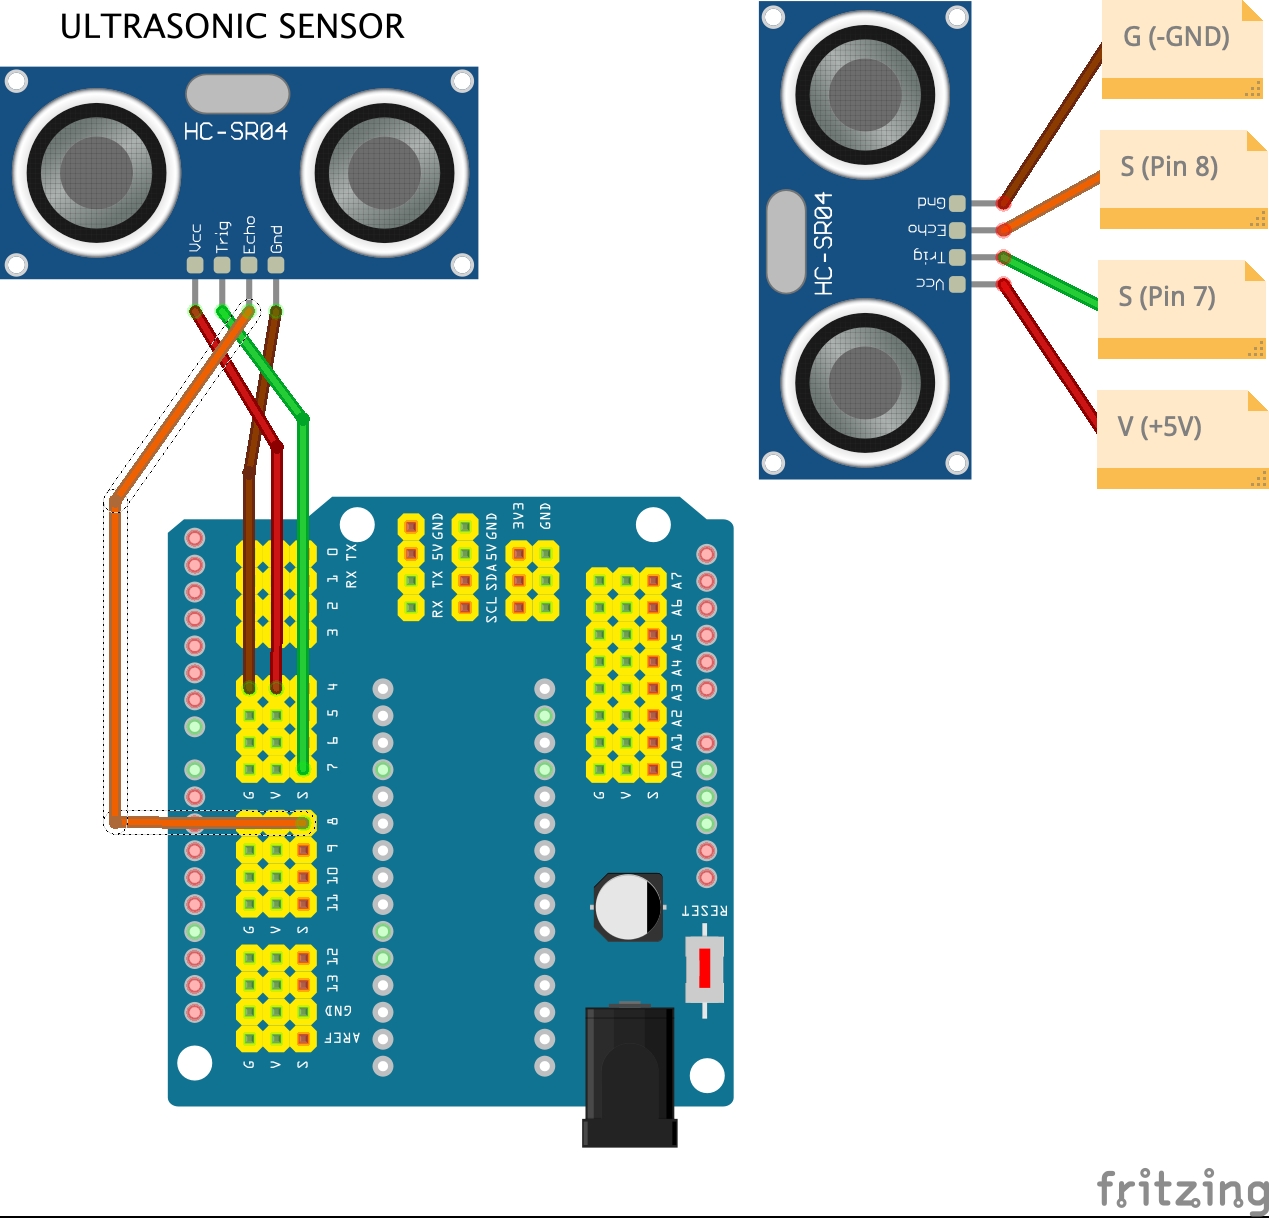 ULTRASONIC SENSOR
HC-SR04
Vcc
Trig
Echo
Gnd
HC-SR04
Gnd
Echo
Trig
Vcc
G (-GND)
S (Pin 8)
S (Pin 7)
V (+5V)
0
1
2
3
TX
RX
4
5
6
7
G V S
8
9
10
11
G V S
12
13
GND
AREF
G V S
GND
5V
TX
RX
GND
5V
SDA
SCL
3V3
GND
A7
A6
A5
A4
A3
A2
A1
A0
G V S
RESET
fritzing